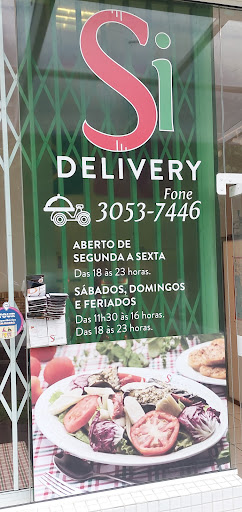 Si
DELIVERY
Fone
3053-7446
ABERTO DE
SEGUNDA A SEXTA
Das 18 às 23 horas.
SÁBADOS, DOMINGOS
E FERIADOS
Das 11h30 às 16 horas.
Das 18 às 23 horas.